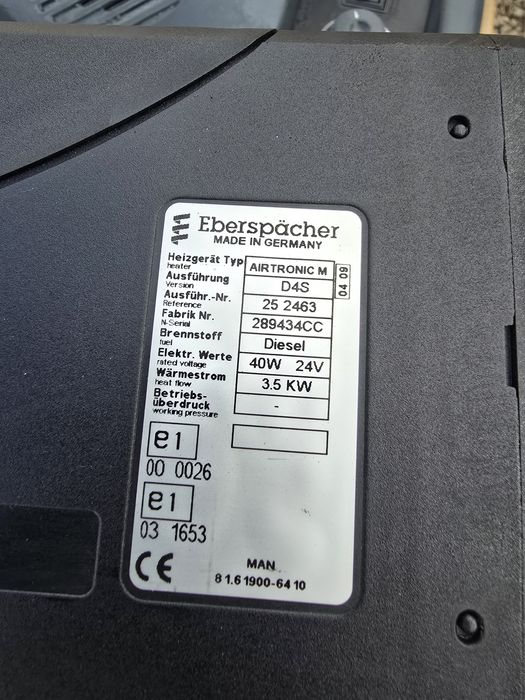 Eberspächer
MADE IN GERMANY
Heizgerät Typ AIRTRONIC M
heater
04 09
Ausführung D4S
Version
Ausführ.-Nr. 25 2463
Reference
Fabrik Nr. 289434CC
N-Serial
Brennstoff Diesel
fuel
Elektr. Werte 40W 24V
rated voltage
Wärmestrom 3.5 KW
heat flow
Betriebs-
überdruck -
working pressure
e1
00 0026
e1
03 1653
CE
MAN
81.61900-6410